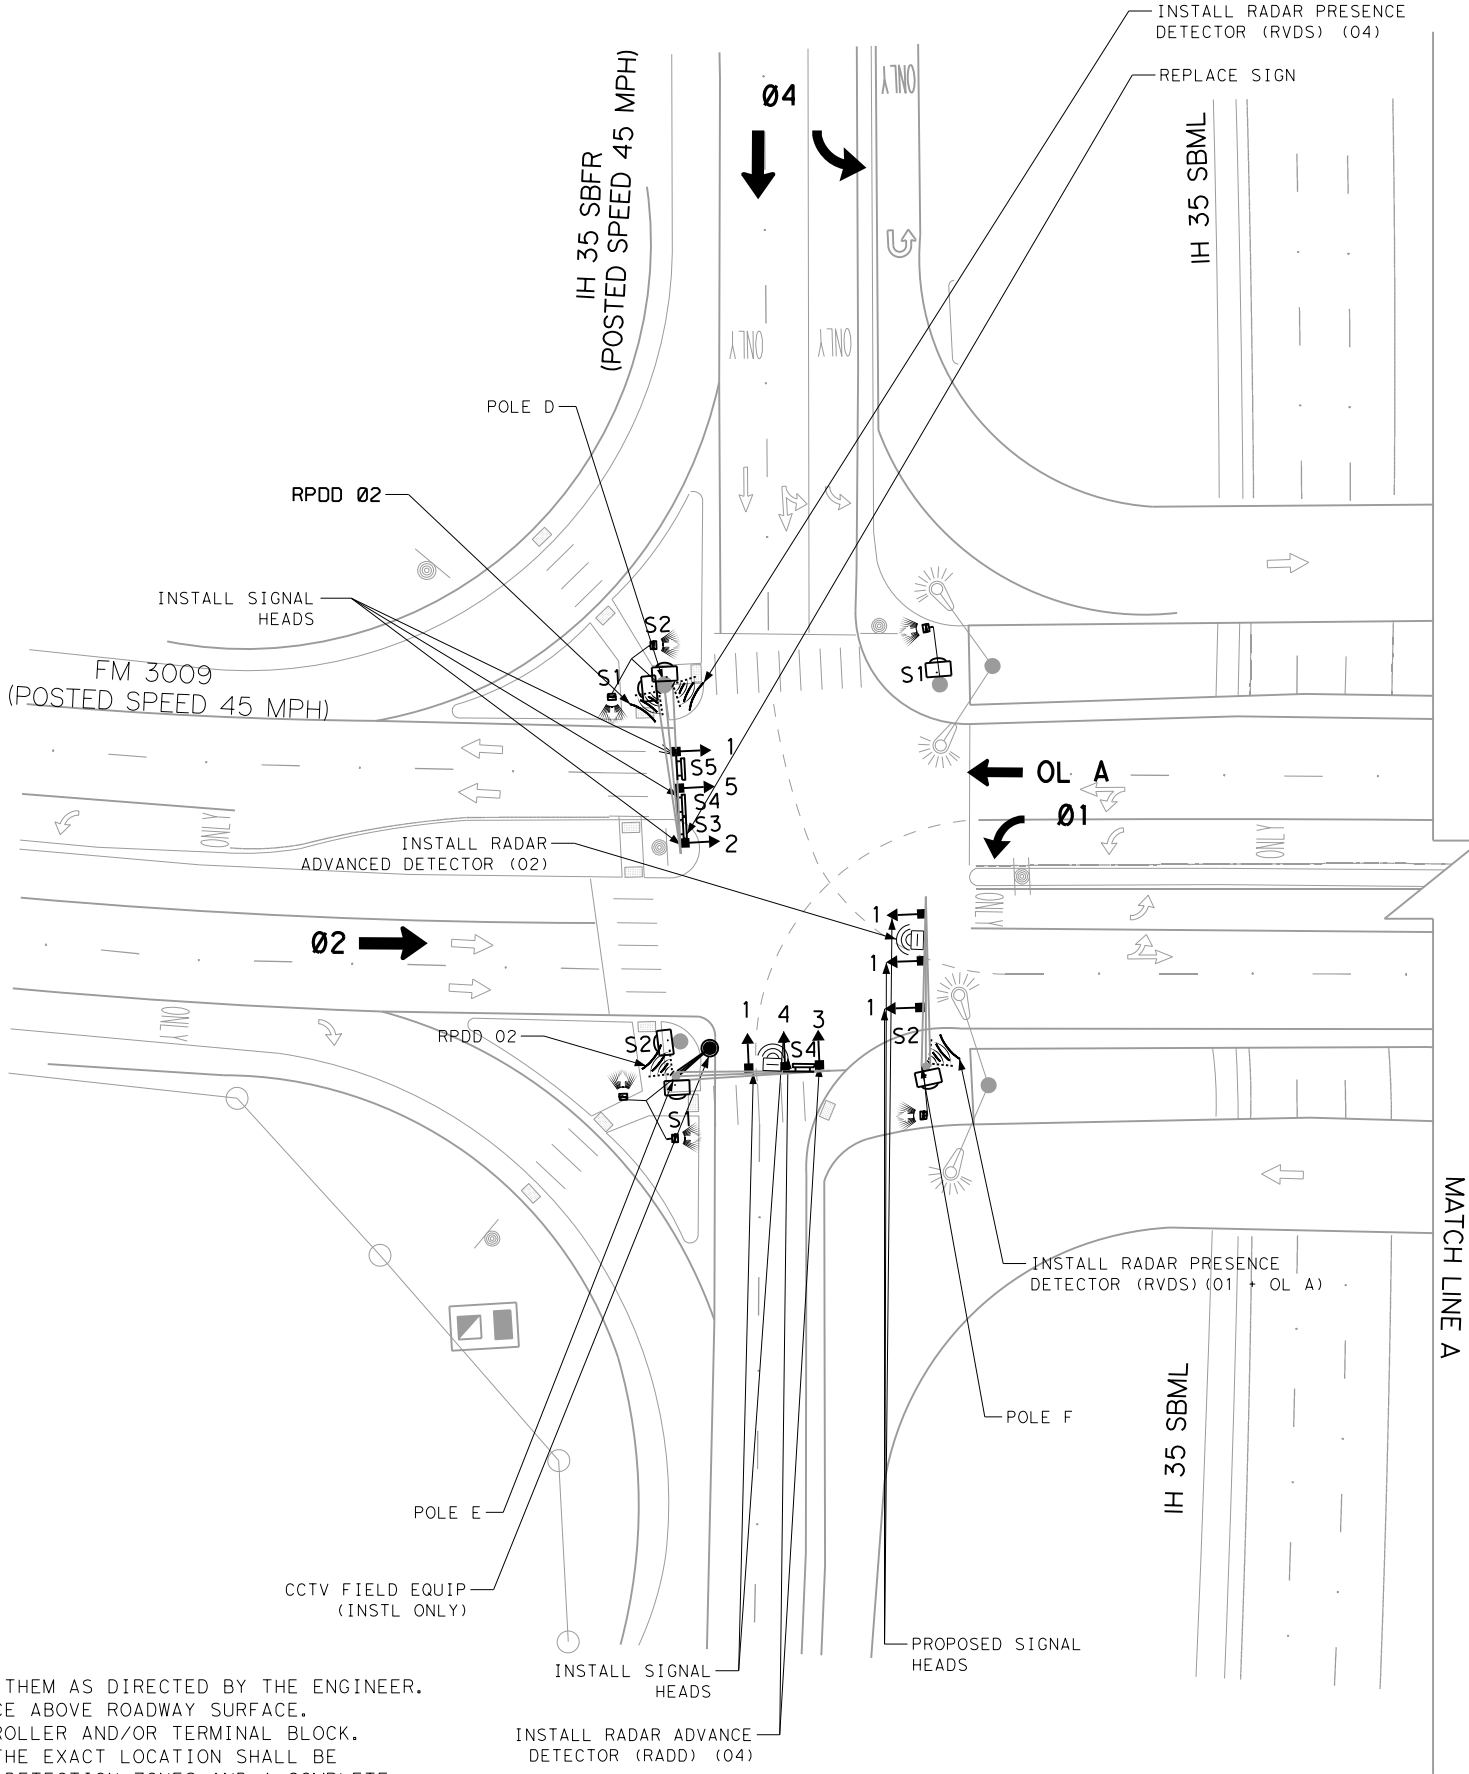 INSTALL RADAR PRESENCE
DETECTOR (RVDS) (04)
REPLACE SIGN
IH 35 SBFR
(POSTED SPEED 45 MPH)
Ø4
ONLY
IH 35 SBML
ONLY
ONLY
POLE D
RPDD 02
INSTALL SIGNAL
HEADS
S2
S1
S1
FM 3009
(POSTED SPEED 45 MPH)
1
S5
5
S4
S3
2
OL A
Ø1
ONLY
ONLY
INSTALL RADAR
ADVANCED DETECTOR (02)
ONLY
Ø2
1
1
1
ONLY
RPDD 02
S2
1
4
3
S4
S2
S1
INSTALL RADAR PRESENCE
DETECTOR (RVDS)(01 + OL A)
MATCH LINE A
POLE F
IH 35 SBML
POLE E
CCTV FIELD EQUIP
(INSTL ONLY)
PROPOSED SIGNAL
HEADS
INSTALL SIGNAL
HEADS
INSTALL RADAR ADVANCE
DETECTOR (RADD) (04)
THEM AS DIRECTED BY THE ENGINEER.
CE ABOVE ROADWAY SURFACE.
ROLLER AND/OR TERMINAL BLOCK.
THE EXACT LOCATION SHALL BE